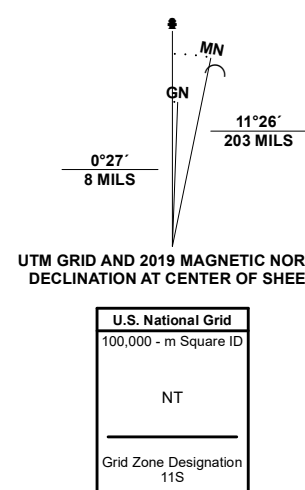 MN
GN
11°26´
203 MILS
0°27´
8 MILS
UTM GRID AND 2019 MAGNETIC NOR
DECLINATION AT CENTER OF SHEE
U.S. National Grid
100,000 - m Square ID
NT
Grid Zone Designation
11S